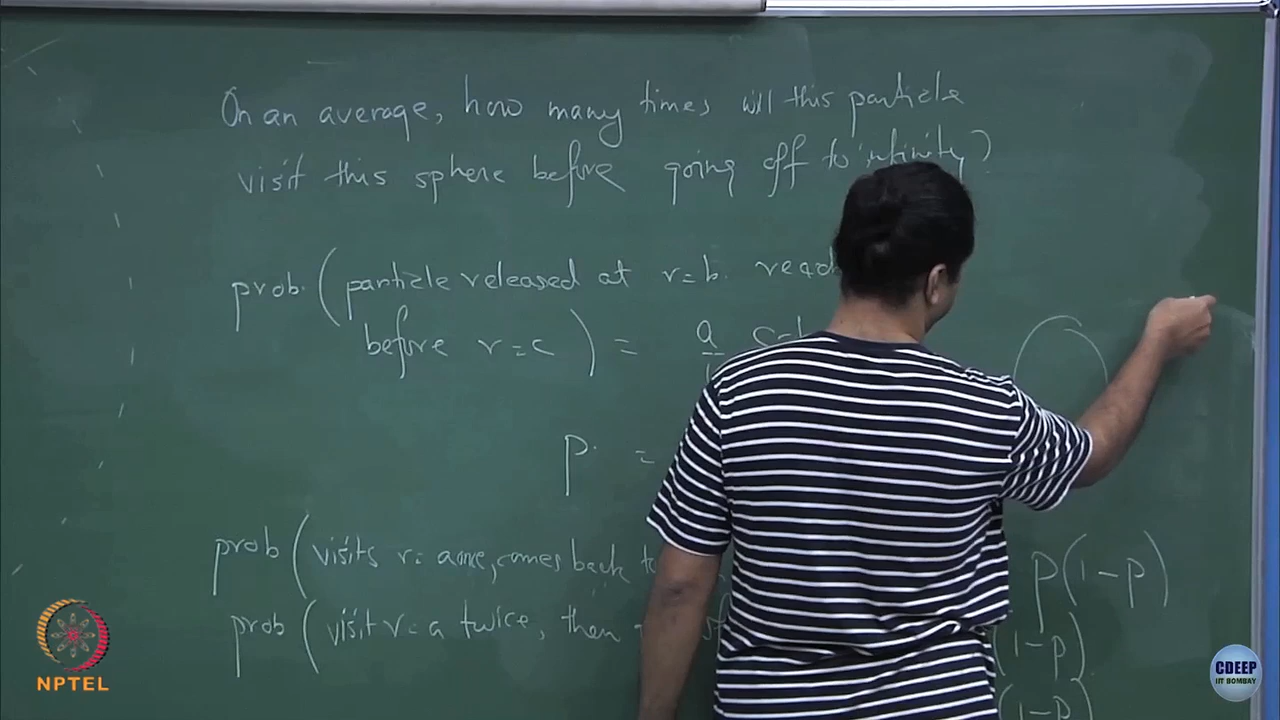 On an average, how many times will this particle
visit this sphere before going off to infinity?
prob. (particle released at r=b.
before r=c) = a
P. =
prob (visits r=a once, comes back to
P(1-P)
prob (visit r=a twice, then
(1-P)
(1-P)
NPTEL
CDEEP
IIT BOMBAY